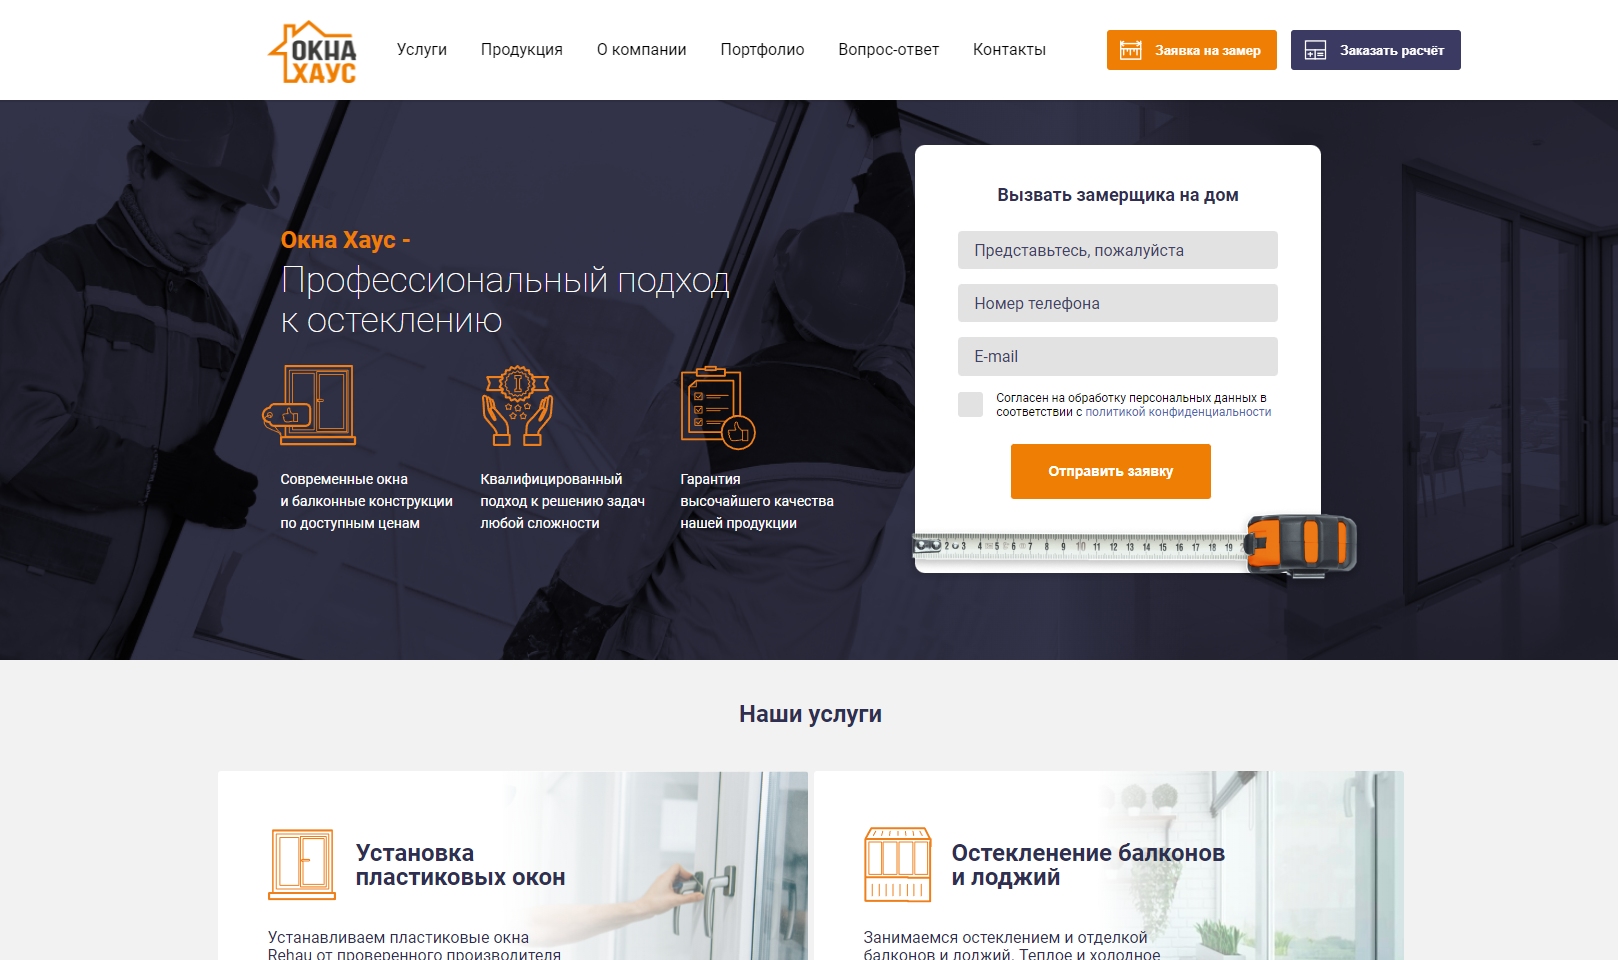 ОКНА
ХАУС
Услуги
Продукция
О компании
Портфолио
Вопрос-ответ
Контакты
Заявка на замер
Заказать расчёт
Окна Хаус -
Профессиональный подход
к остеклению
Современные окна
и балконные конструкции
по доступным ценам
Квалифицированный
подход к решению задач
любой сложности
Гарантия
высочайшего качества
нашей продукции
Вызвать замерщика на дом
Представьтесь, пожалуйста
Номер телефона
E-mail
Согласен на обработку персональных данных в
соответствии с политикой конфиденциальности
Отправить заявку
2 3 4 5 6 7 8 9 10 11 12 13 14 15 16 17 18 19
Наши услуги
Установка
пластиковых окон
Устанавливаем пластиковые окна
Rehau от проверенного производителя
Остекленение балконов
и лоджий
Занимаемся остеклением и отделкой
балконов и лоджий. Теплое и холодное